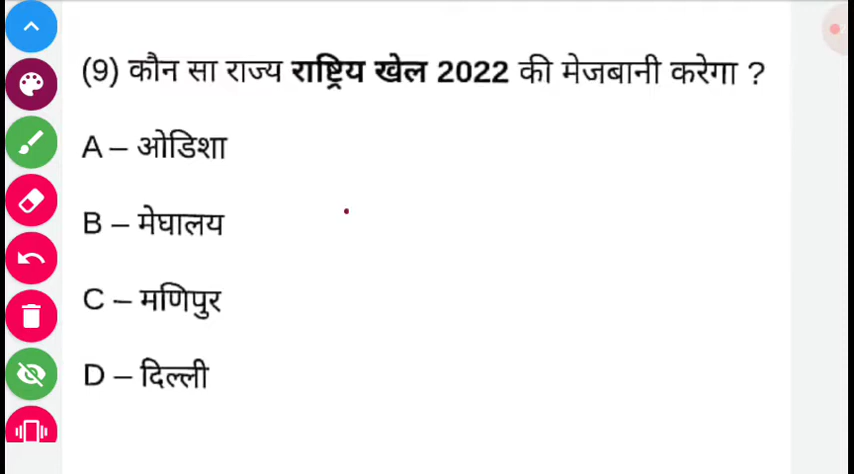 (9) कौन सा राज्य राष्ट्रिय खेल 2022 की मेजबानी करेगा ?
A – ओडिशा
B – मेघालय
C – मणिपुर
D – दिल्ली